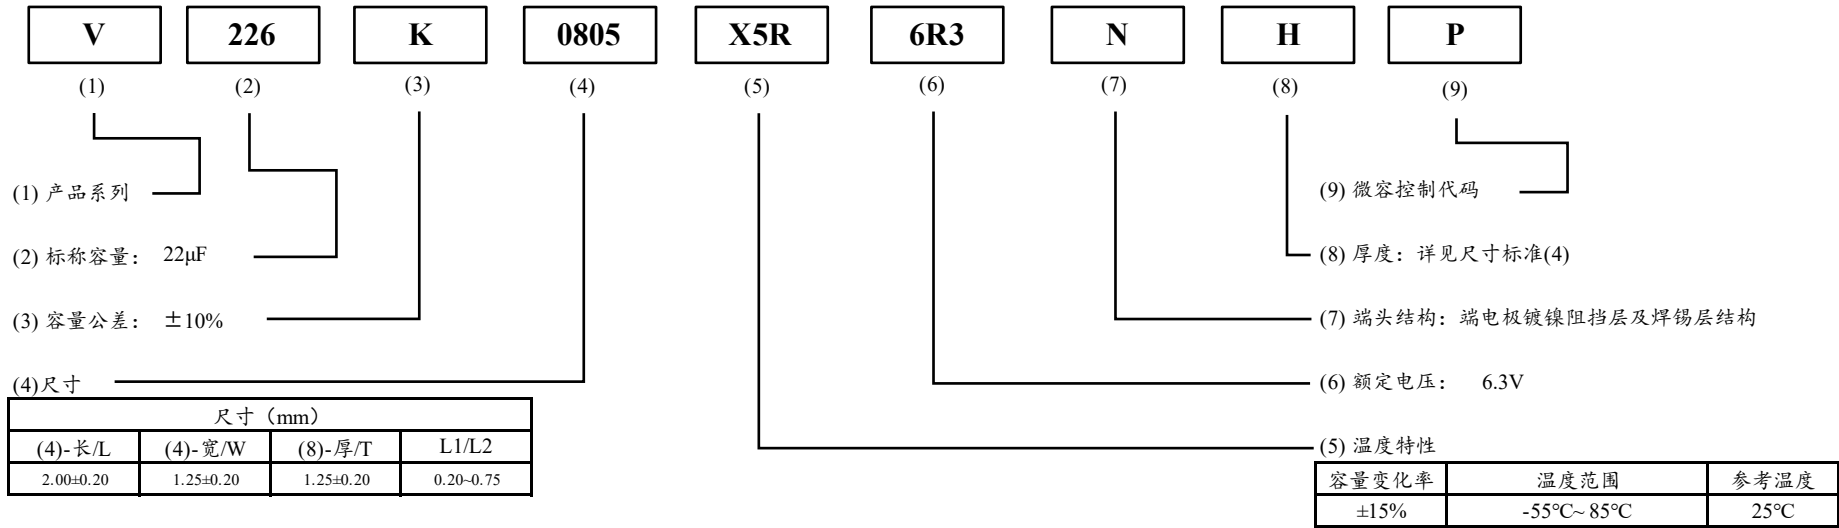 V 226 K 0805 X5R 6R3 N H P
(1) (2) (3) (4) (5) (6) (7) (8) (9)
(1) 产品系列
(9) 微容控制代码
(2) 标称容量： 22μF
(8) 厚度：详见尺寸标准(4)
(3) 容量公差： ±10%
(7) 端头结构：端电极镀镍阻挡层及焊锡层结构
(4)尺寸
(6) 额定电压： 6.3V
尺寸（mm）
(4)-长/L (4)-宽/W (8)-厚/T L1/L2
2.00±0.20 1.25±0.20 1.25±0.20 0.20~0.75
(5) 温度特性
容量变化率 温度范围 参考温度
±15% -55℃~ 85℃ 25℃